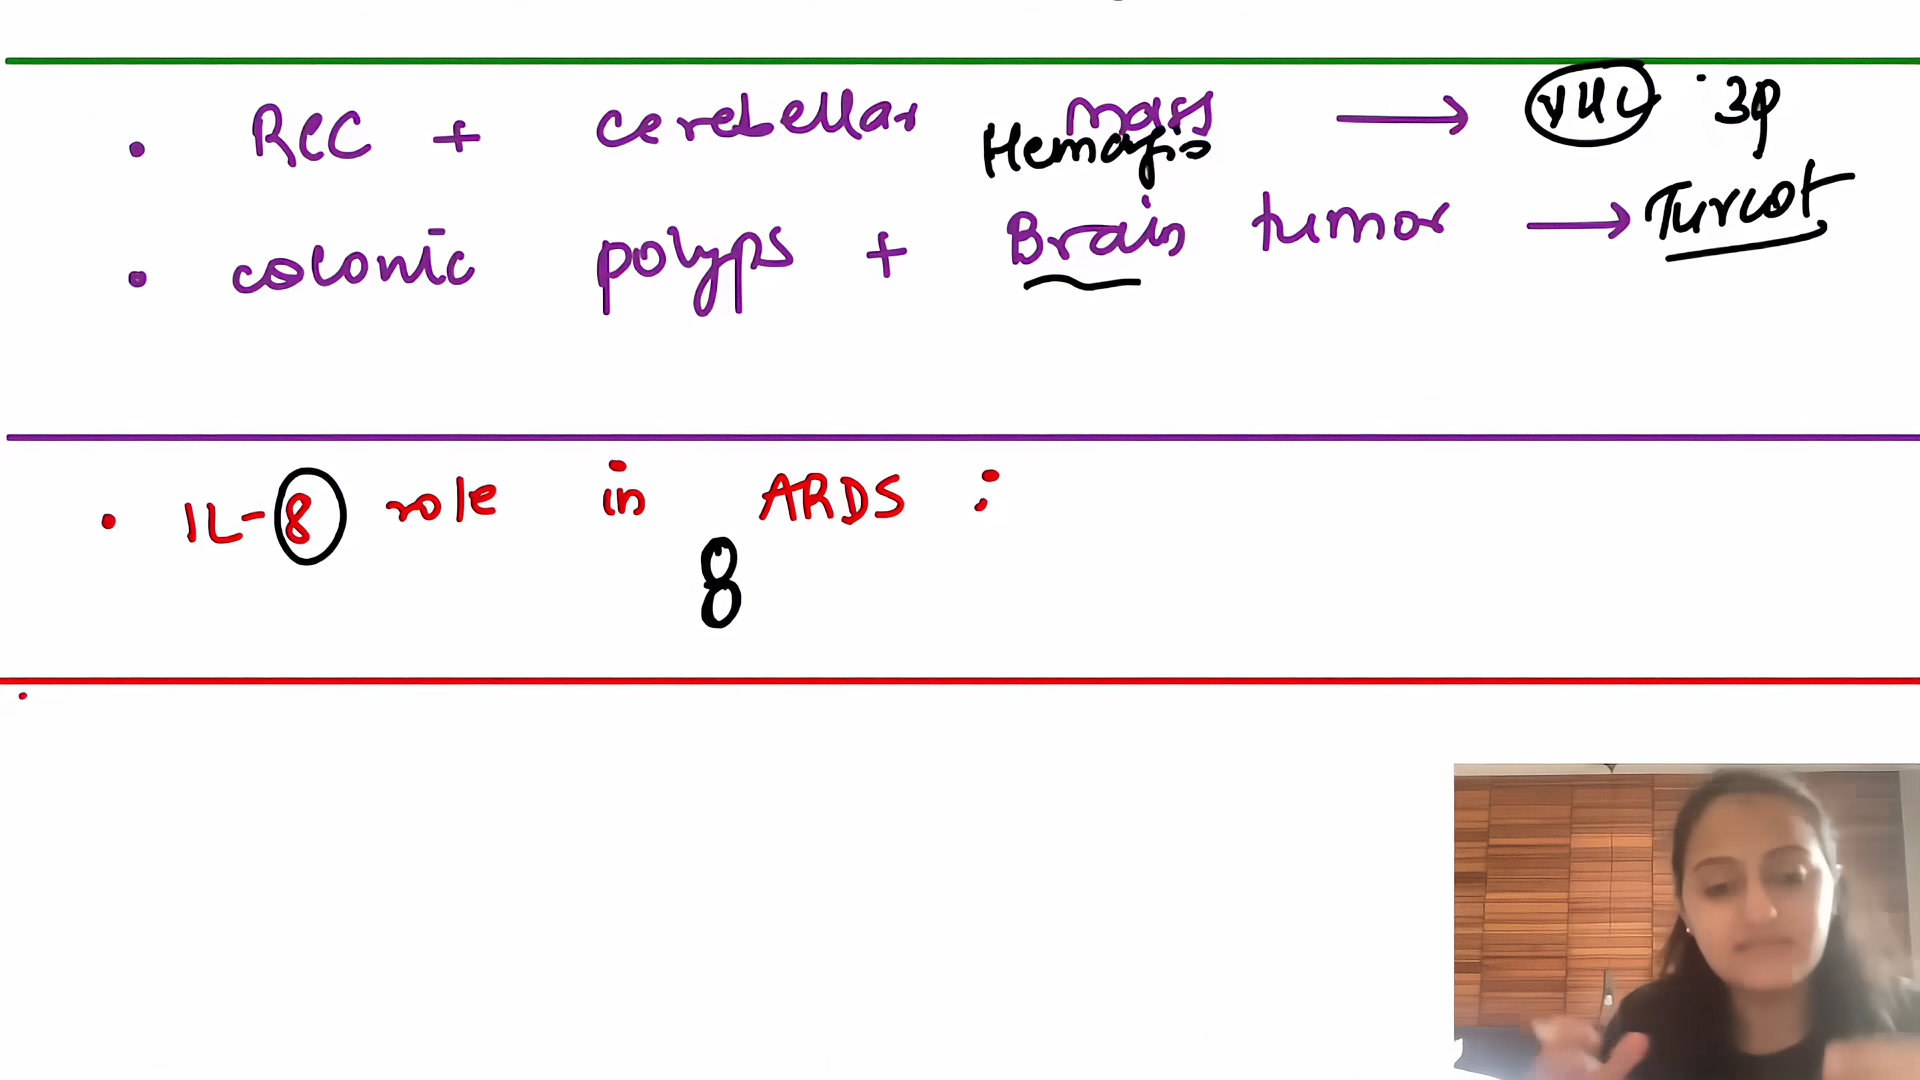 • RCC + cerebellar mass → VHL 3p
Hemangio
• colonic polyps + Brain tumor → Turcot
• IL-8 role in ARDS :
8